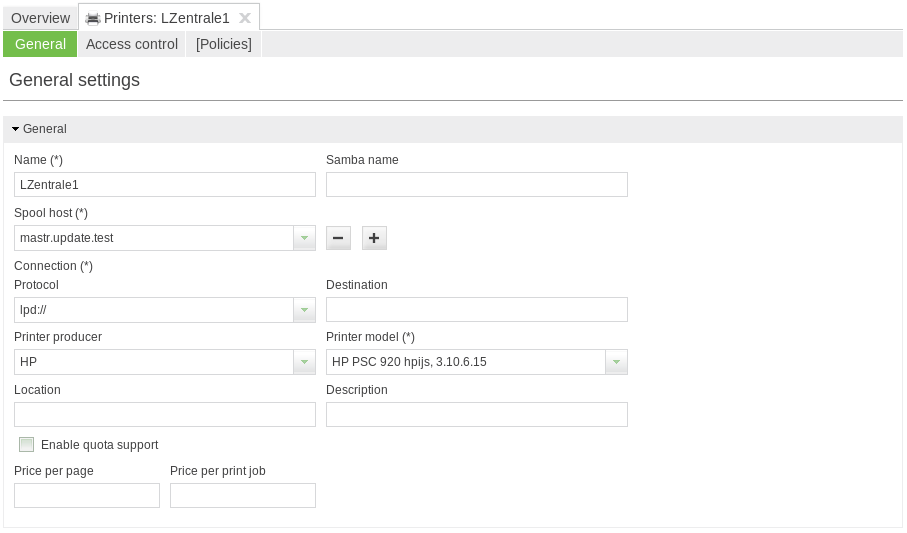 Overview Printers: LZentrale1
General Access control [Policies]
General settings
General
Name (*) Samba name
LZentrale1
Spool host (*)
mastr.update.test
Connection (*)
Protocol Destination
lpd://
Printer producer Printer model (*)
HP HP PSC 920 hpijs, 3.10.6.15
Location Description
Enable quota support
Price per page Price per print job